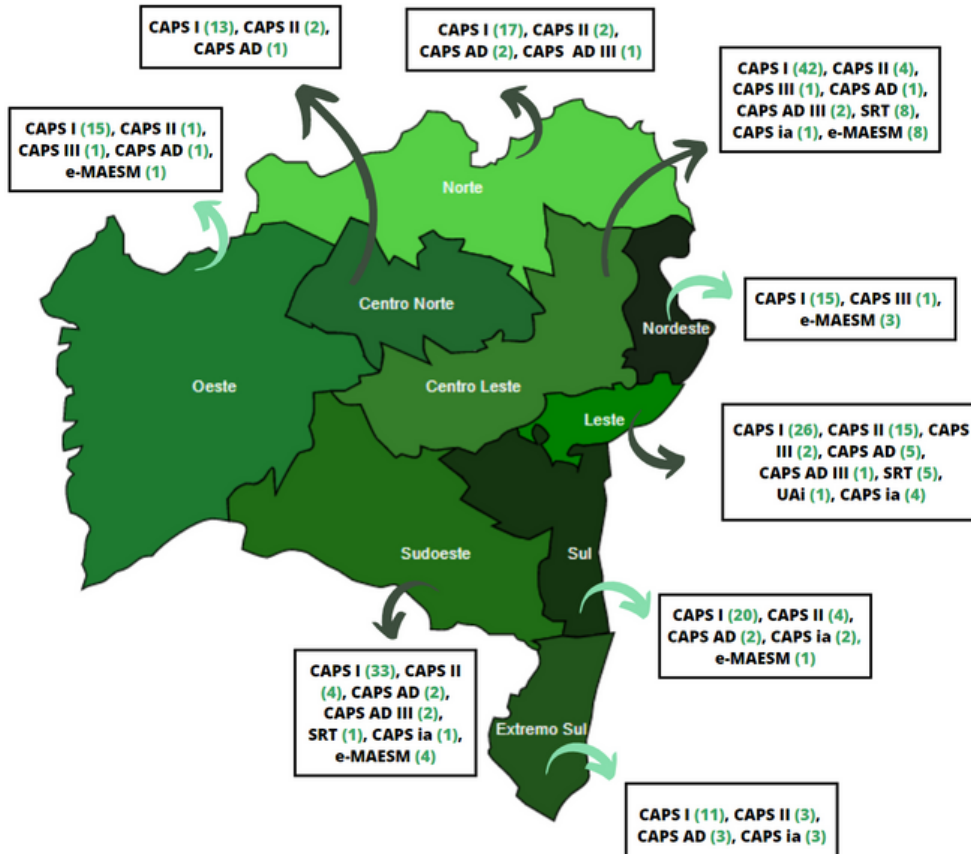 CAPS I (13), CAPS II (2),
CAPS AD (1)
CAPS I (17), CAPS II (2),
CAPS AD (2), CAPS AD III (1)
CAPS I (42), CAPS II (4),
CAPS III (1), CAPS AD (1),
CAPS AD III (2), SRT (8),
CAPS ia (1), e-MAESM (8)
CAPS I (15), CAPS II (1),
CAPS III (1), CAPS AD (1),
e-MAESM (1)
Norte
Centro Norte
Nordeste
CAPS I (15), CAPS III (1),
e-MAESM (3)
Oeste
Centro Leste
Leste
CAPS I (26), CAPS II (15), CAPS
III (2), CAPS AD (5),
CAPS AD III (1), SRT (5),
UAi (1), CAPS ia (4)
Sudoeste
Sul
CAPS I (20), CAPS II (4),
CAPS AD (2), CAPS ia (2),
e-MAESM (1)
CAPS I (33), CAPS II
(4), CAPS AD (2),
CAPS AD III (2),
SRT (1), CAPS ia (1),
e-MAESM (4)
Extremo Sul
CAPS I (11), CAPS II (3),
CAPS AD (3), CAPS ia (3)